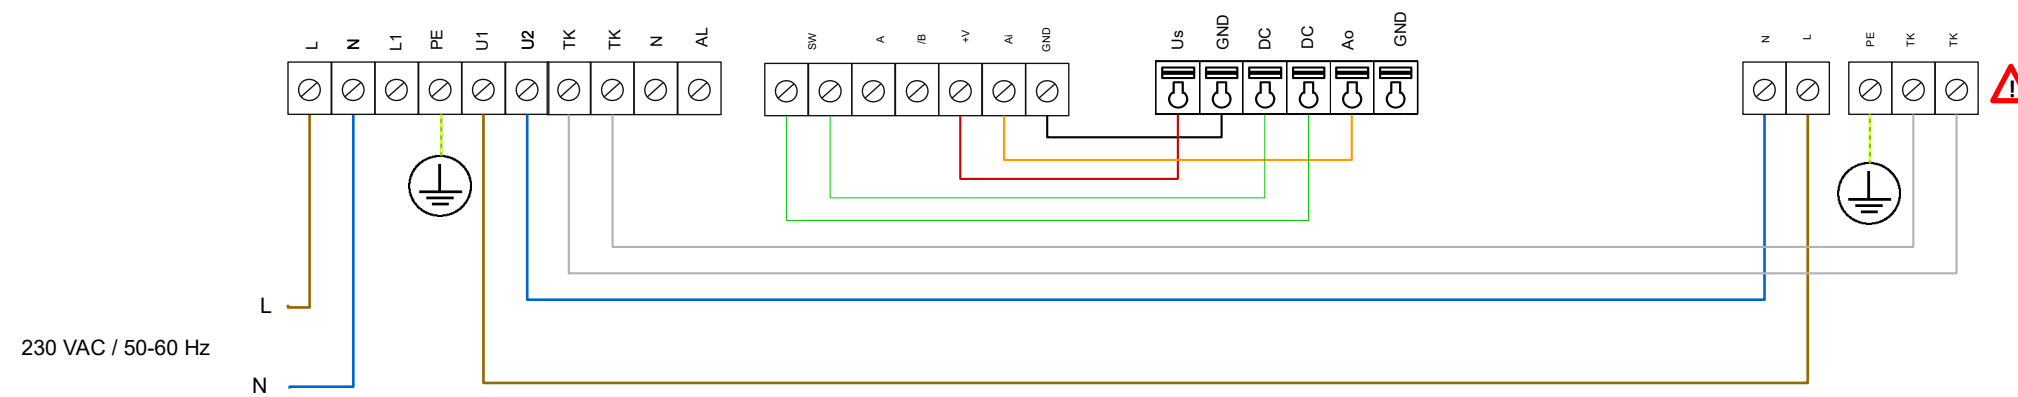 L N L1 PE U1 U2 TK TK N AL
SW A /B +V Ai GND
Us GND DC DC Ao GND
N L
PE TK TK
L
230 VAC / 50-60 Hz
N